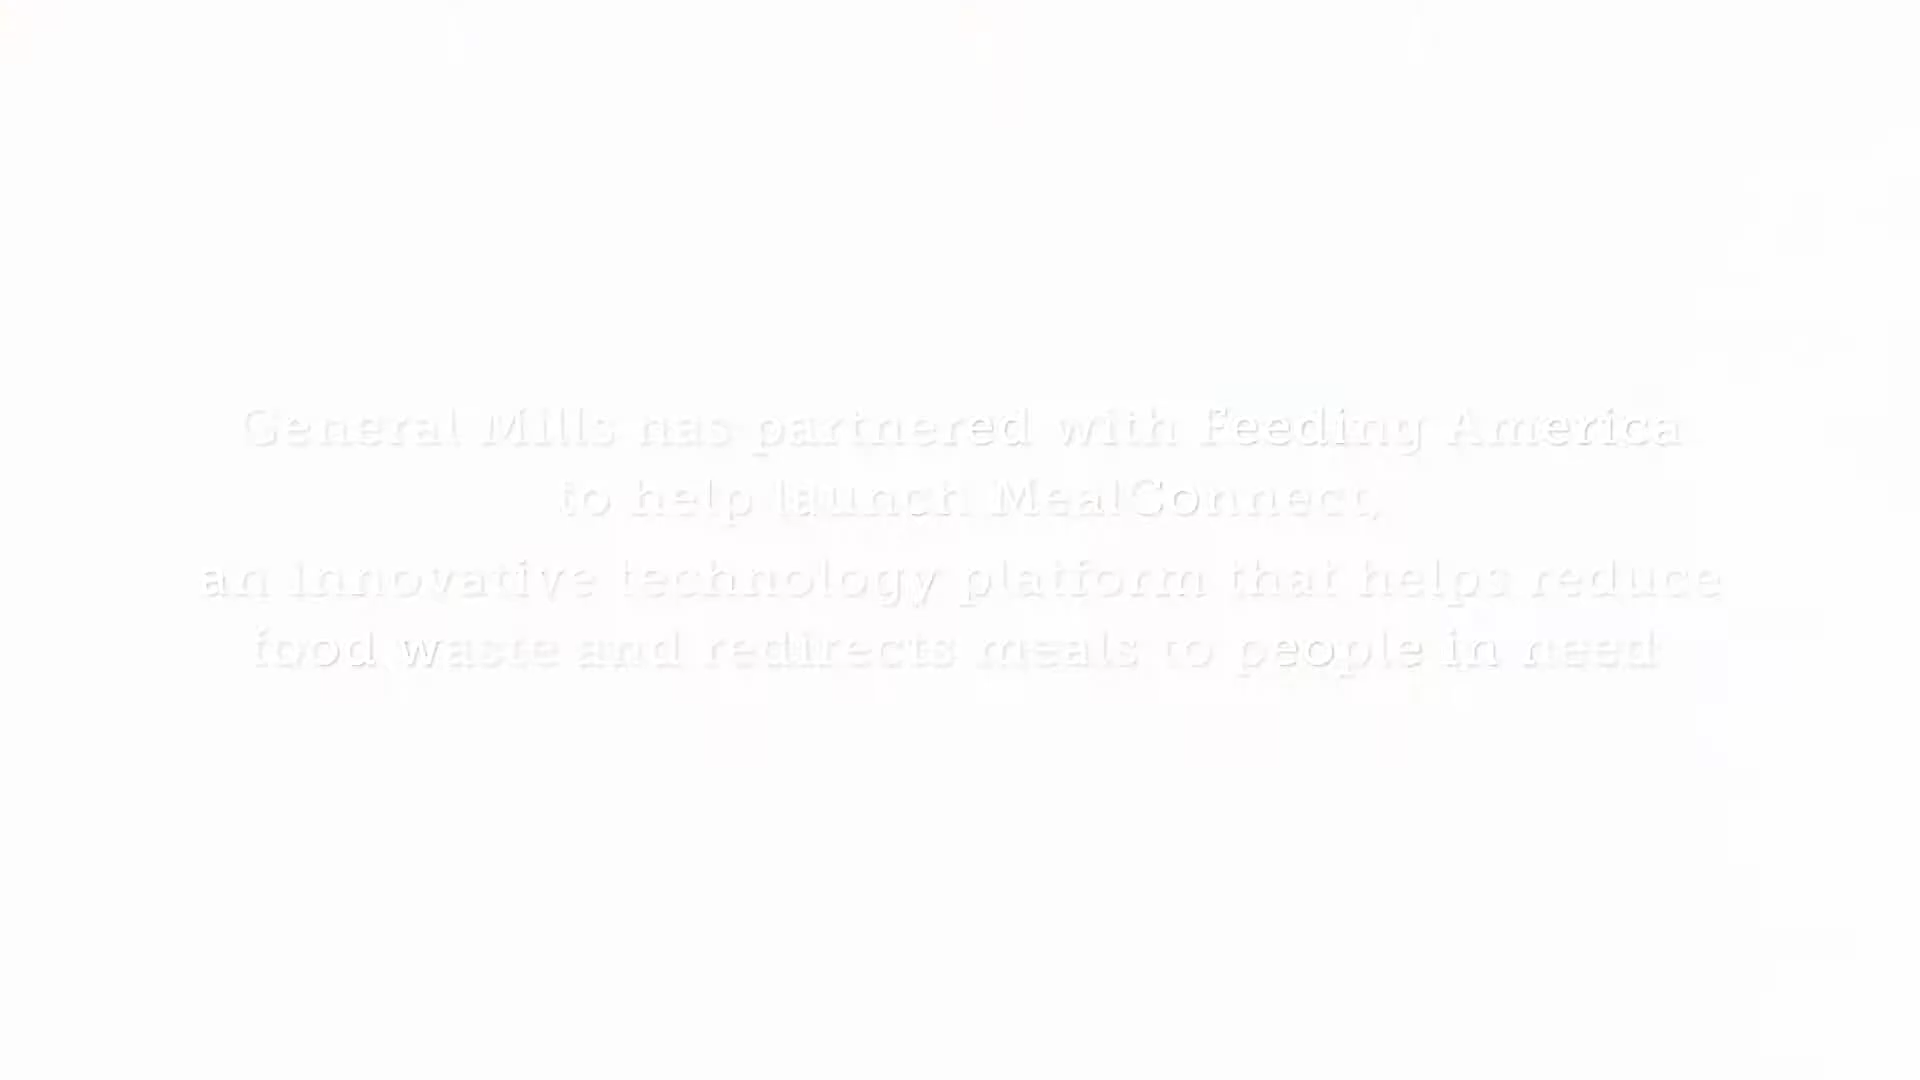 General Mills has partnered with Feeding America
to help launch MealConnect,
an innovative technology platform that helps reduce
food waste and redirects meals to people in need